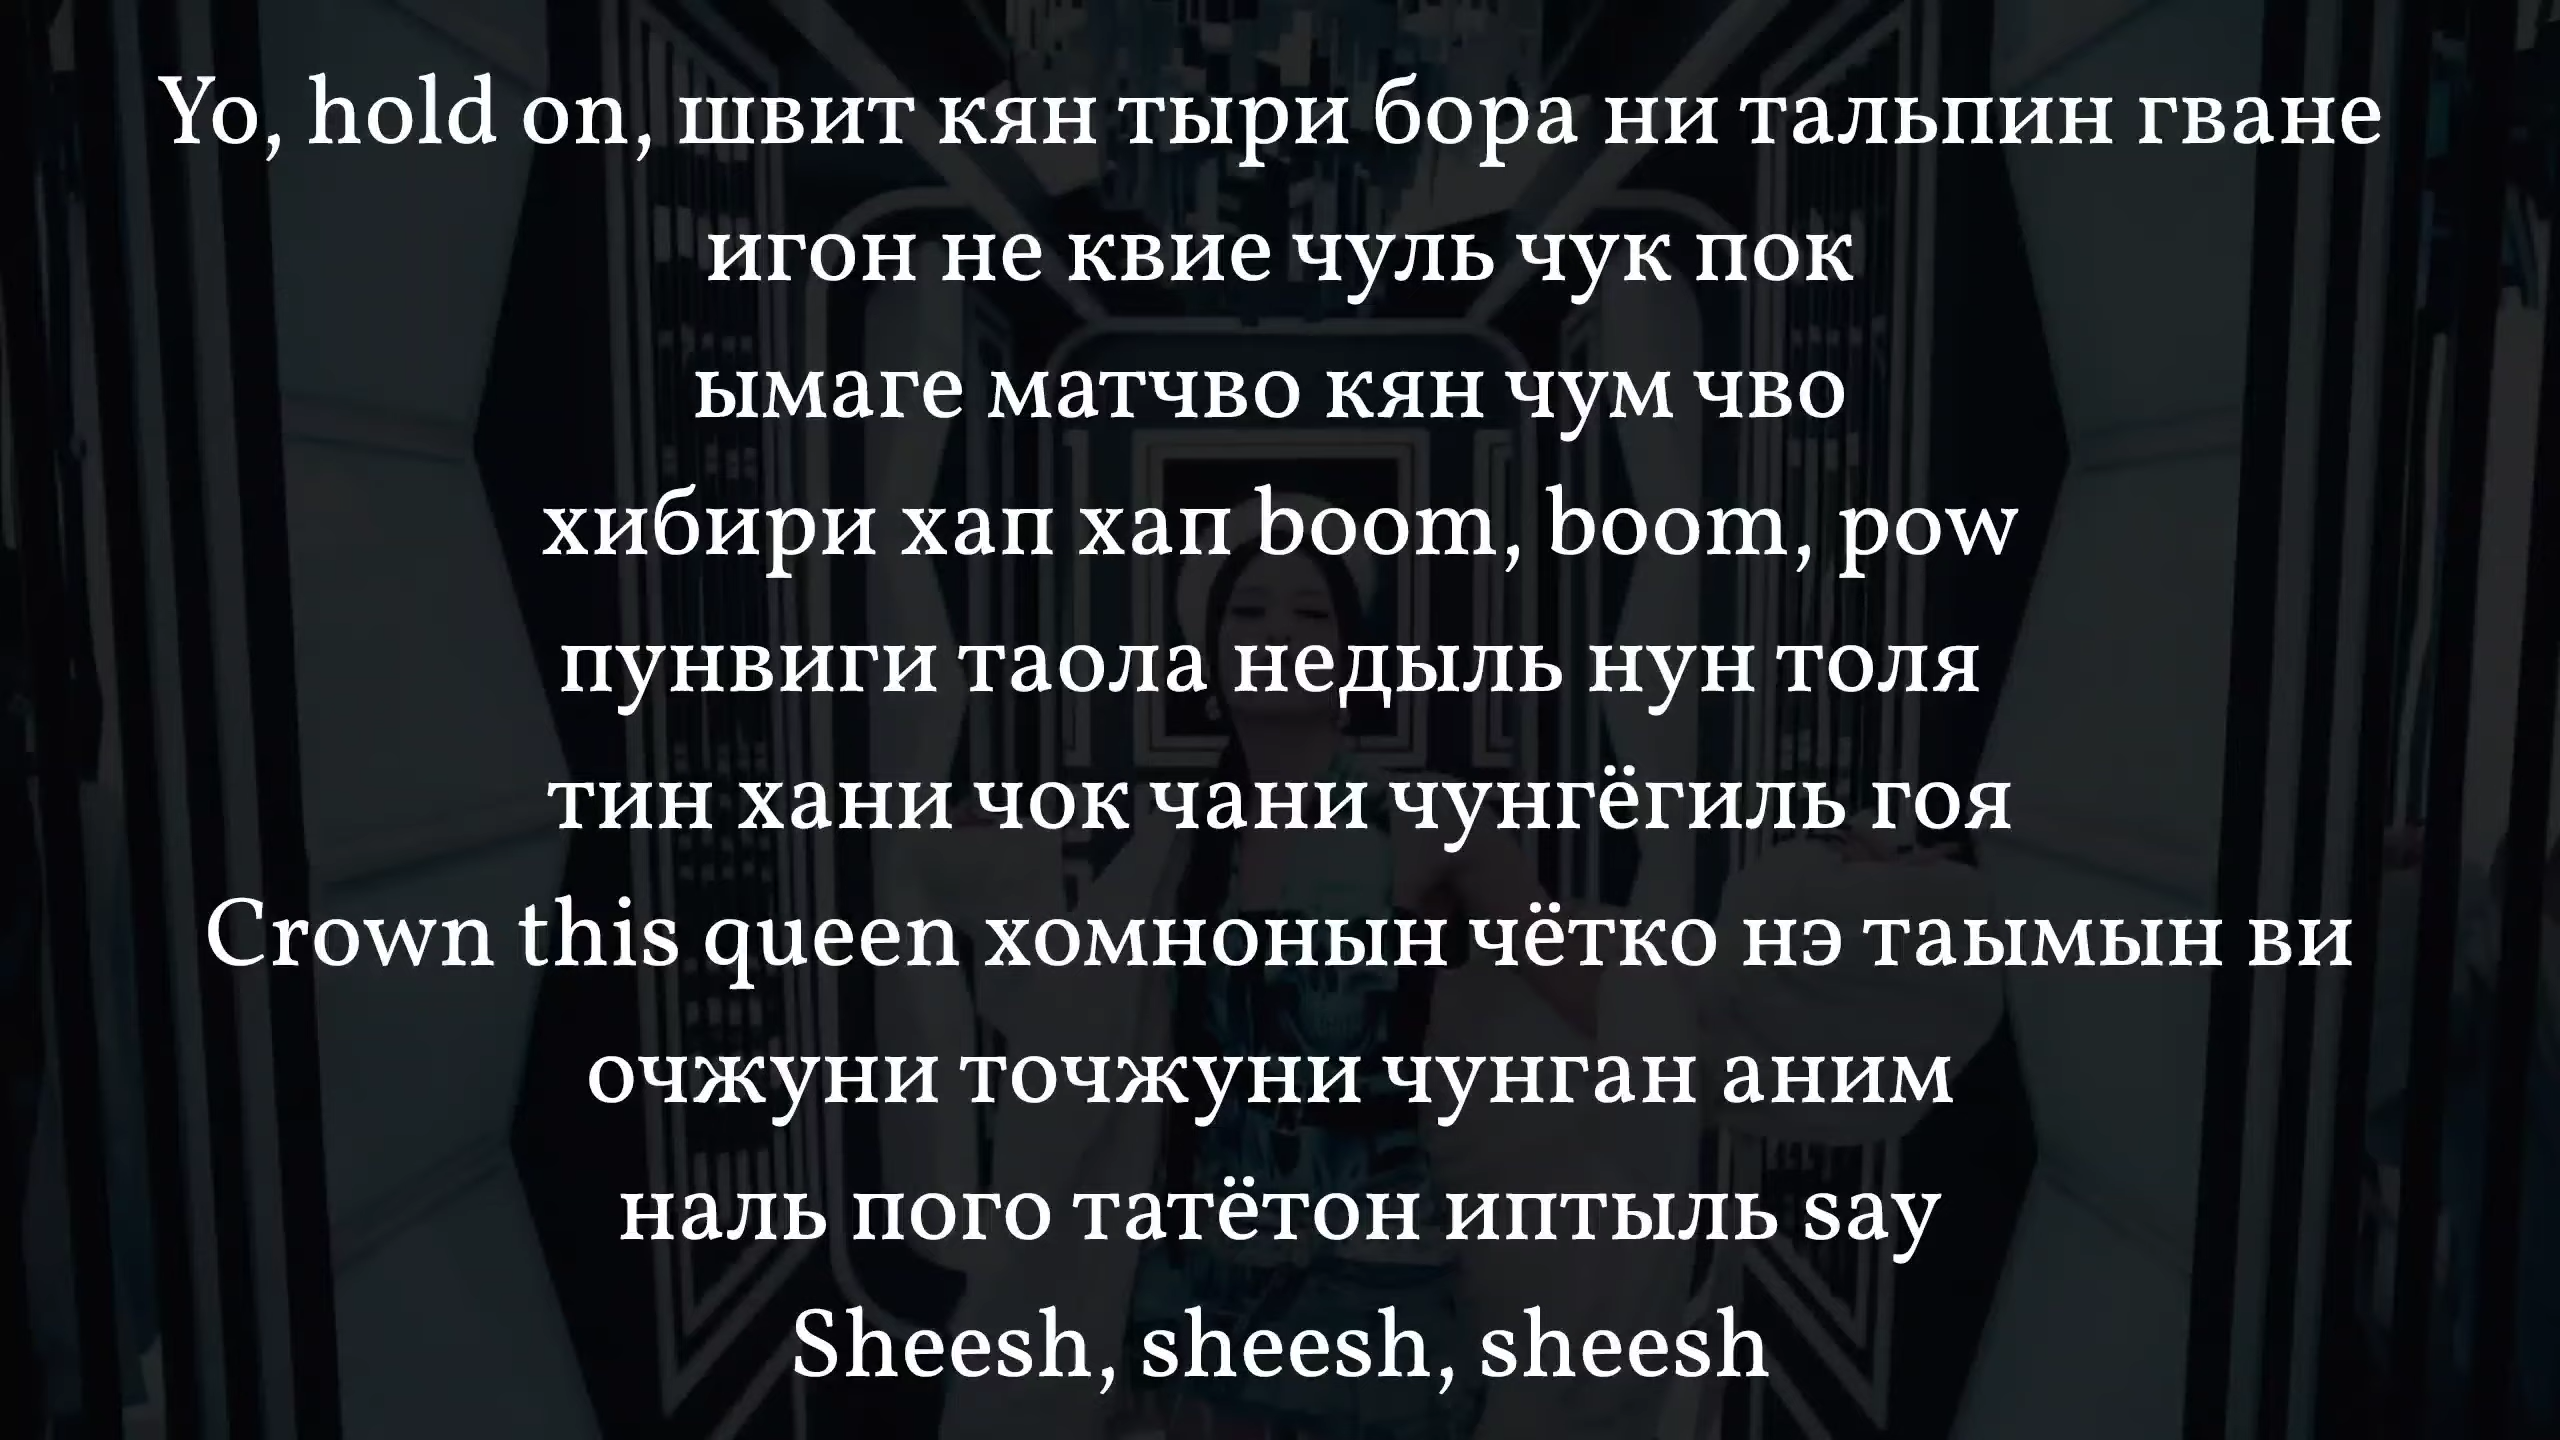 Yo, hold on, швит кян тыри бора ни тальпин гване
игон не квие чуль чук пок
ымаге матчво кян чум чво
хибири хап хап boom, boom, pow
пунвиги таола недыль нун толя
тин хани чок чани чунгёгиль гоя
Crown this queen хомнонын чётко нэ таымын ви
очжуни точжуни чунган аним
наль пого татётон иптыль say
Sheesh, sheesh, sheesh